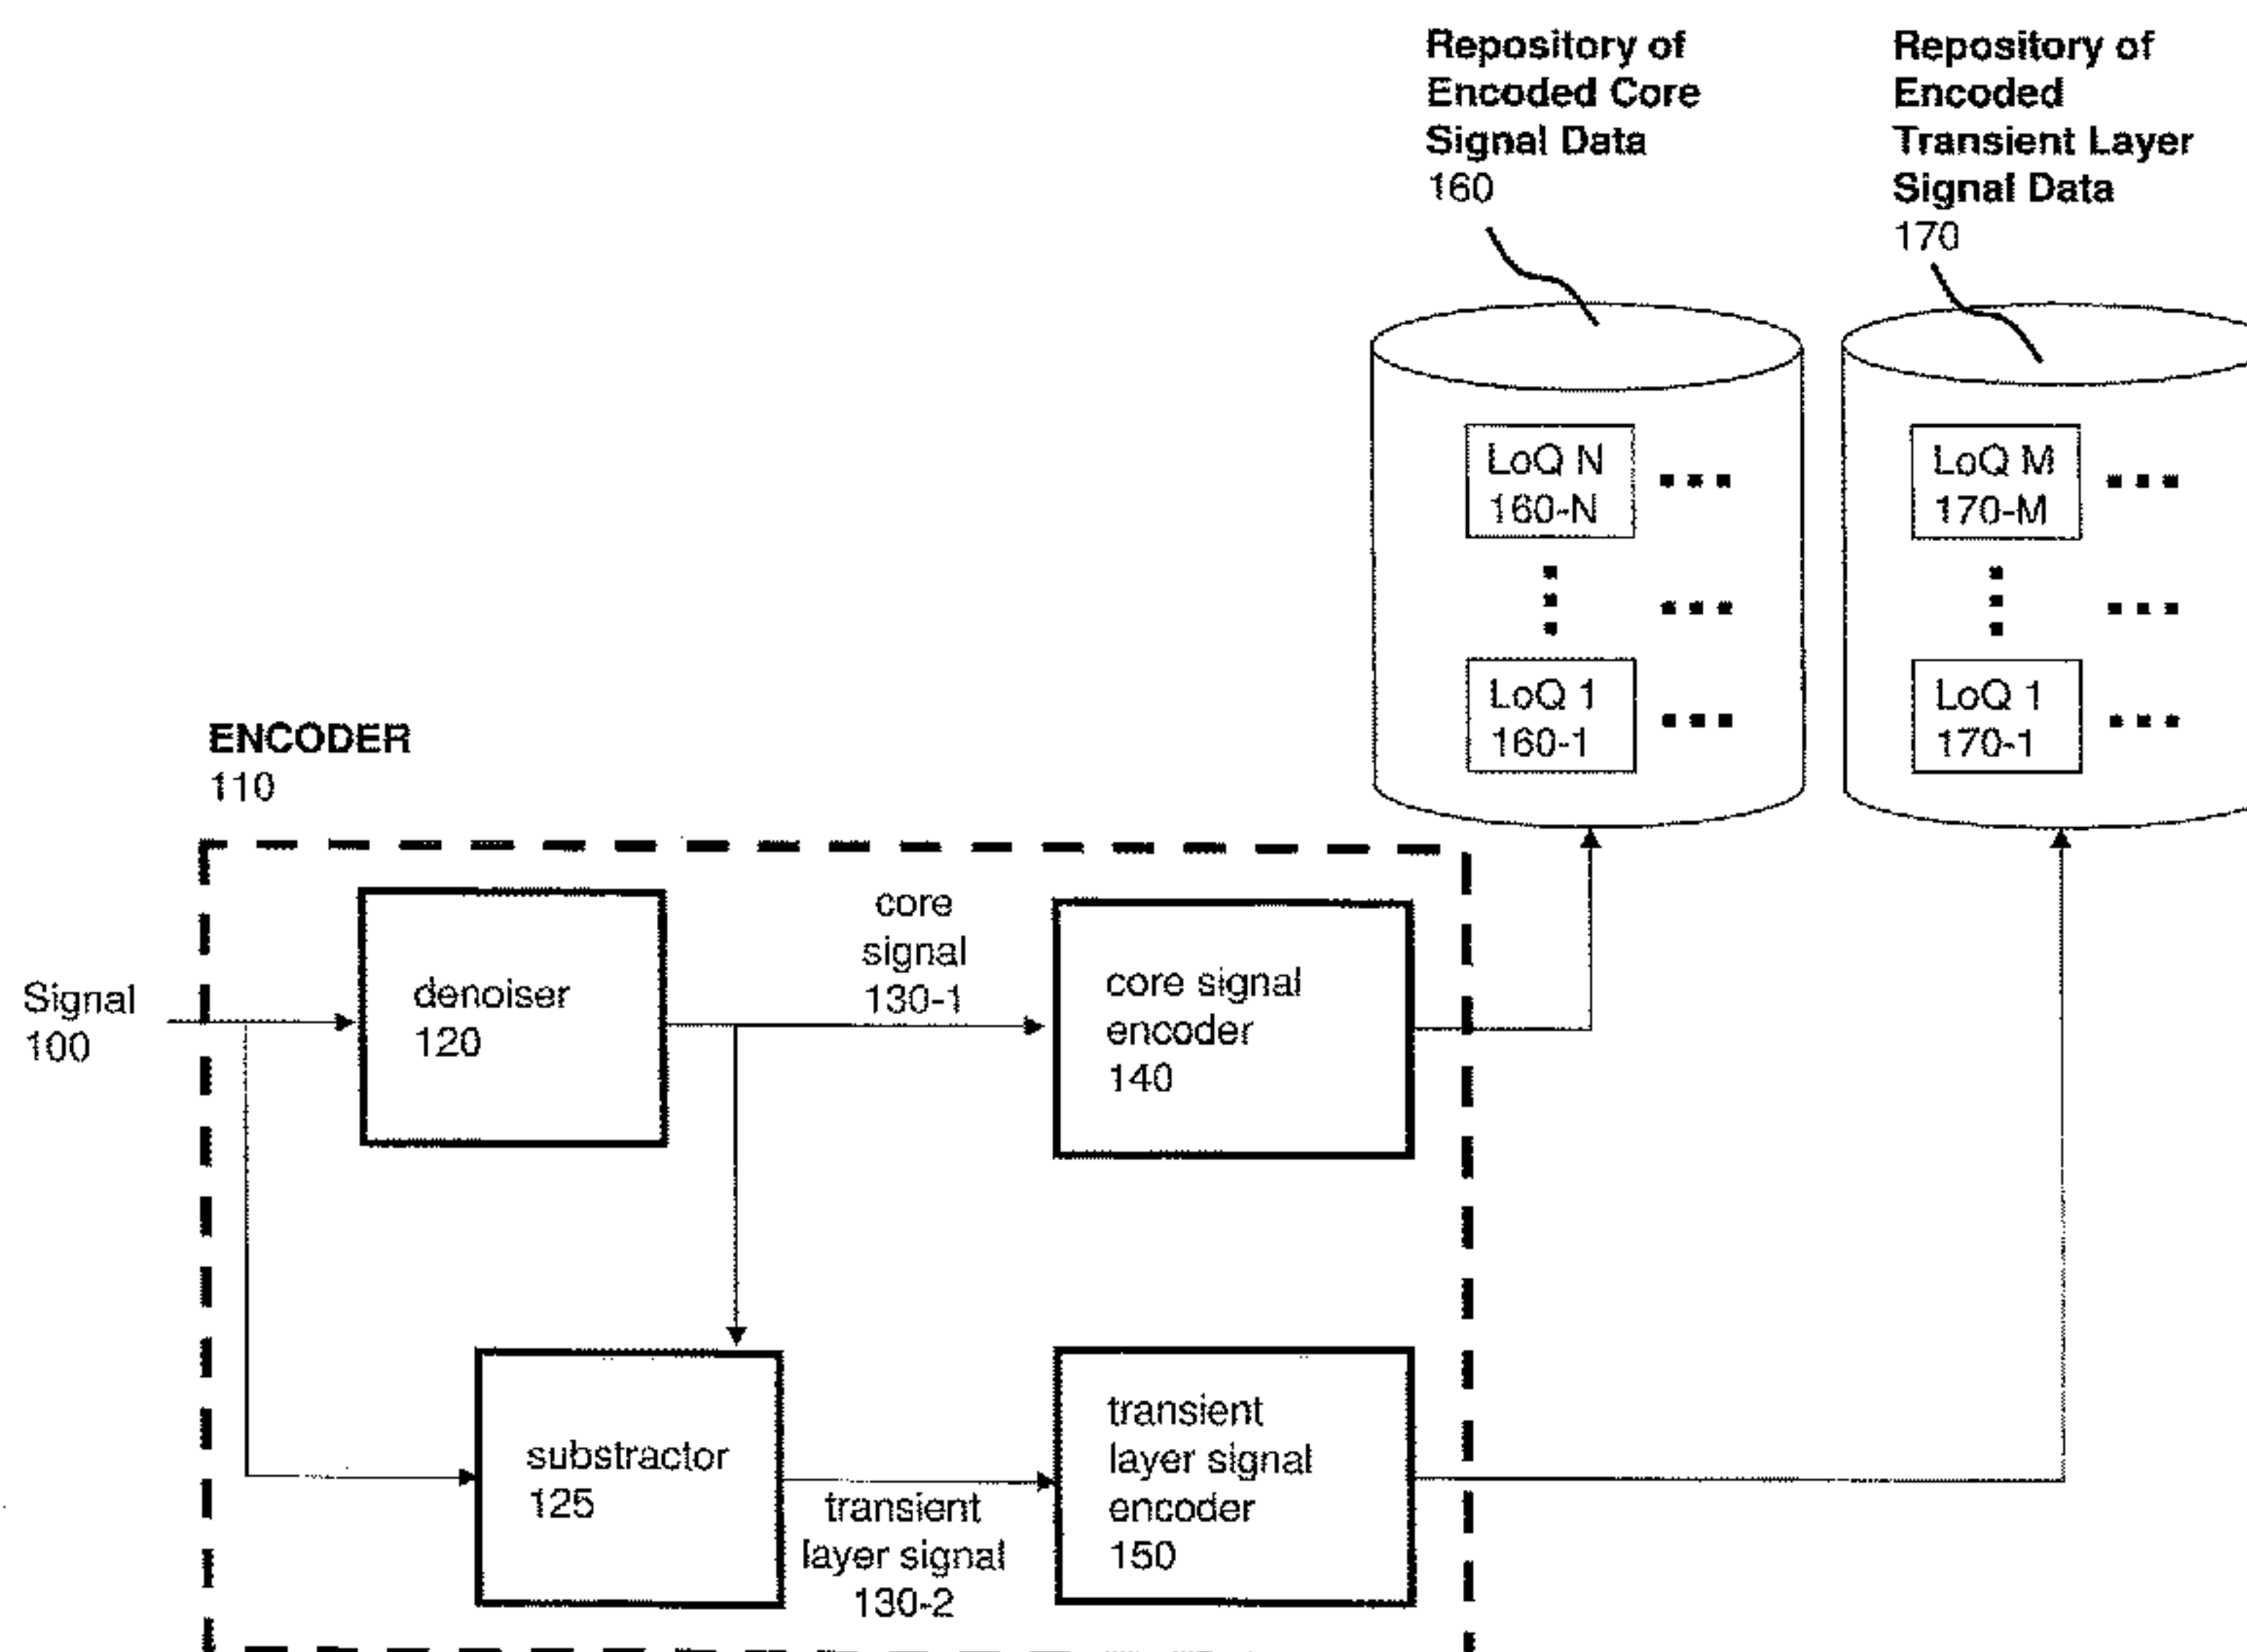 Repository of
Encoded Core
Signal Data
160
Repository of
Encoded
Transient Layer
Signal Data
170
LoQ N
160-N
LoQ 1
160-1
LoQ M
170-M
LoQ 1
170-1
ENCODER
110
Signal
100
denoiser
120
core
signal
130-1
core signal
encoder
140
substractor
125
transient
layer signal
130-2
transient
layer signal
encoder
150